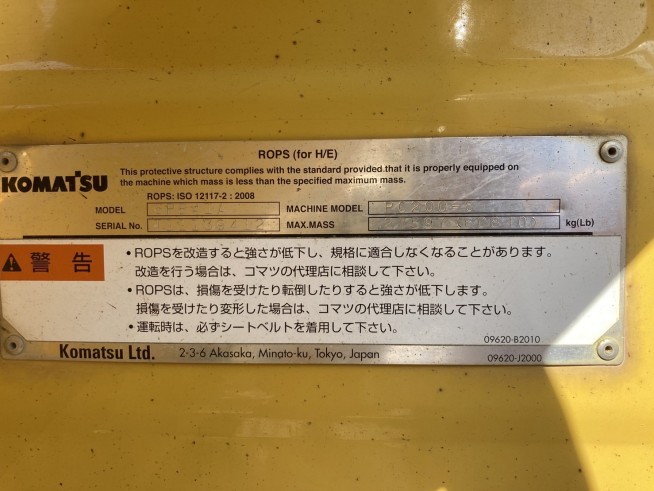 ROPS (for H/E)
KOMATSU
This protective structure complies with the standard provided that it is properly equipped on
the machine which mass is less than the specified maximum mass.
ROPS: ISO 12117-2 : 2008
MODEL
MACHINE MODEL
SERIAL No.
MAX.MASS
kg(Lb)
警告
・ROPSを改造すると強さが低下し、規格に適合しなくなることがあります。
改造を行う場合は、コマツの代理店に相談して下さい。
・ROPSは、損傷を受けたり転倒したりすると強さが低下します。
損傷を受けたり変形した場合は、コマツの代理店に相談して下さい。
・運転時は、必ずシートベルトを着用して下さい。
09620-B2010
Komatsu Ltd. 2-3-6 Akasaka, Minato-ku, Tokyo, Japan
09620-J2000